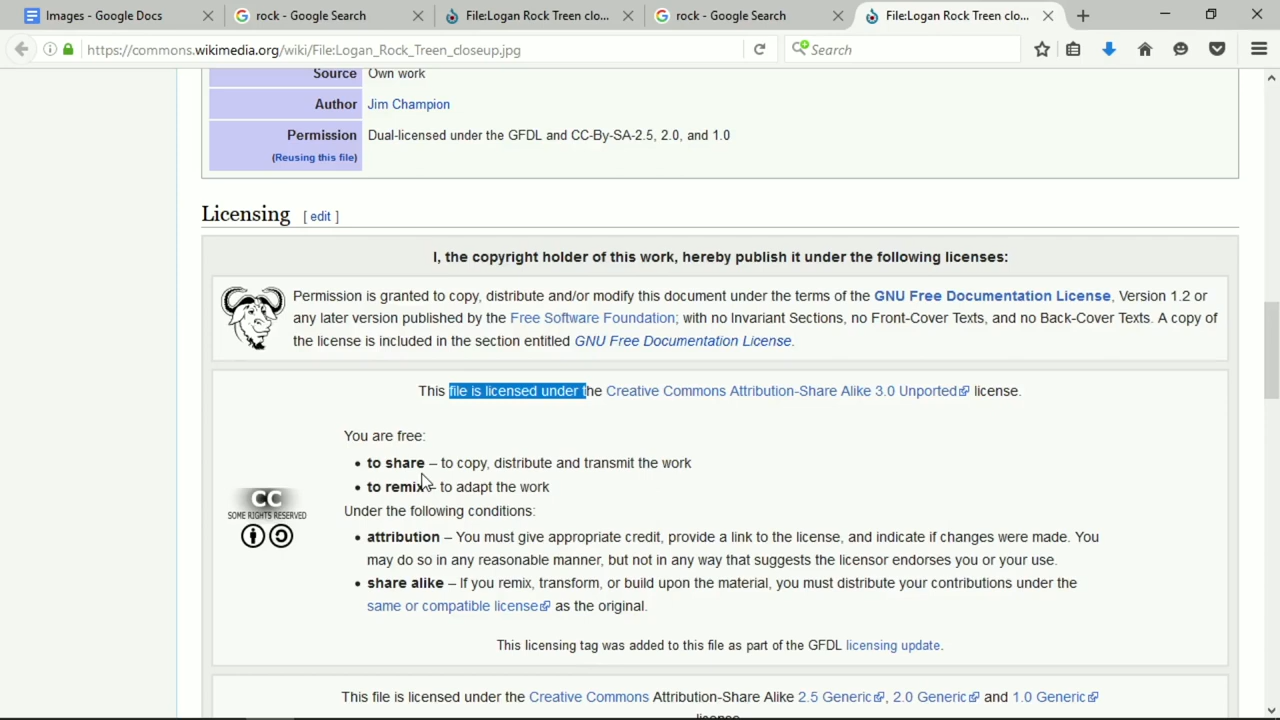 Images - Google Docs
rock - Google Search
File:Logan Rock Treen clo...
rock - Google Search
File:Logan Rock Treen clo...
https://commons.wikimedia.org/wiki/File:Logan_Rock_Treen_closeup.jpg
Search
Source Own work
Author Jim Champion
Permission Dual-licensed under the GFDL and CC-By-SA-2.5, 2.0, and 1.0
(Reusing this file)
Licensing [ edit ]
I, the copyright holder of this work, hereby publish it under the following licenses:
Permission is granted to copy, distribute and/or modify this document under the terms of the GNU Free Documentation License, Version 1.2 or
any later version published by the Free Software Foundation; with no Invariant Sections, no Front-Cover Texts, and no Back-Cover Texts. A copy of
the license is included in the section entitled GNU Free Documentation License.
This file is licensed under the Creative Commons Attribution-Share Alike 3.0 Unported license.
You are free:
• to share – to copy, distribute and transmit the work
• to remix – to adapt the work
CC
SOME RIGHTS RESERVED
Under the following conditions:
• attribution – You must give appropriate credit, provide a link to the license, and indicate if changes were made. You
may do so in any reasonable manner, but not in any way that suggests the licensor endorses you or your use.
• share alike – If you remix, transform, or build upon the material, you must distribute your contributions under the
same or compatible license as the original.
This licensing tag was added to this file as part of the GFDL licensing update.
This file is licensed under the Creative Commons Attribution-Share Alike 2.5 Generic, 2.0 Generic and 1.0 Generic
license.